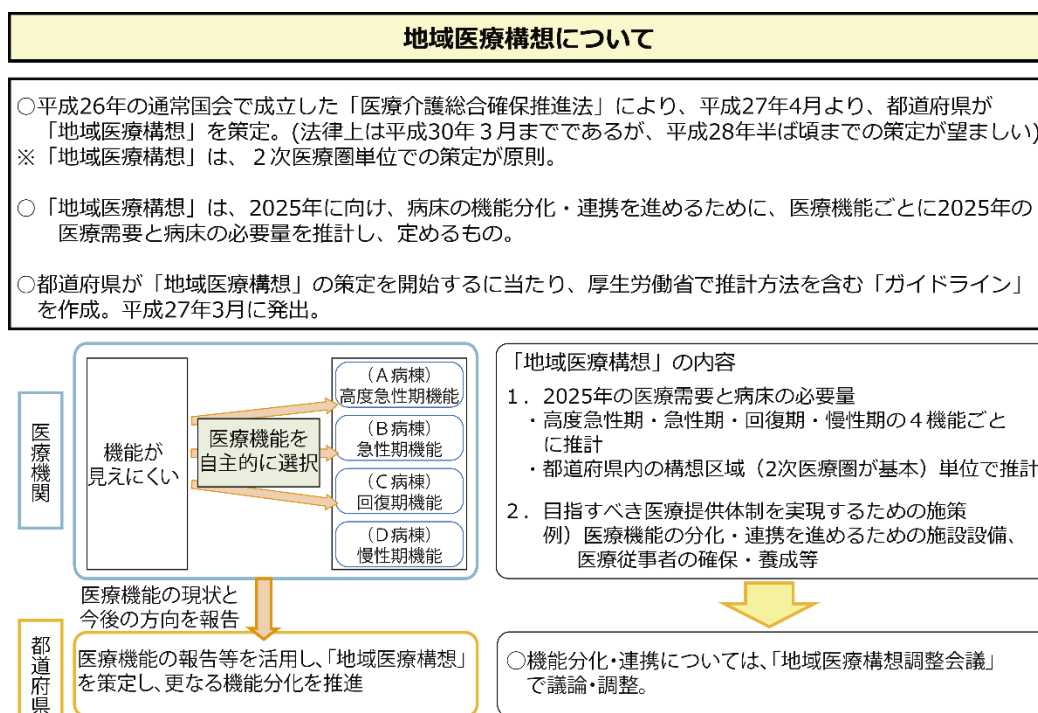 地域医療構想について
○平成26年の通常国会で成立した「医療介護総合確保推進法」により、平成27年4月より、都道府県が
「地域医療構想」を策定。(法律上は平成30年３月までであるが、平成28年半ば頃までの策定が望ましい)
※「地域医療構想」は、２次医療圏単位での策定が原則。
○「地域医療構想」は、2025年に向け、病床の機能分化・連携を進めるために、医療機能ごとに2025年の
医療需要と病床の必要量を推計し、定めるもの。
○都道府県が「地域医療構想」の策定を開始するに当たり、厚生労働省で推計方法を含む「ガイドライン」
を作成。平成27年3月に発出。
医療機関
機能が
見えにくい
医療機能を
自主的に選択
（A病棟）
高度急性期機能
（B病棟）
急性期機能
（C病棟）
回復期機能
（D病棟）
慢性期機能
医療機能の現状と
今後の方向を報告
都道府県
医療機能の報告等を活用し、「地域医療構想」
を策定し、更なる機能分化を推進
「地域医療構想」の内容
１．2025年の医療需要と病床の必要量
・高度急性期・急性期・回復期・慢性期の４機能ごと
に推計
・都道府県内の構想区域（2次医療圏が基本）単位で推計
２．目指すべき医療提供体制を実現するための施策
例）医療機能の分化・連携を進めるための施設設備、
医療従事者の確保・養成等
○機能分化・連携については、「地域医療構想調整会議」
で議論・調整。